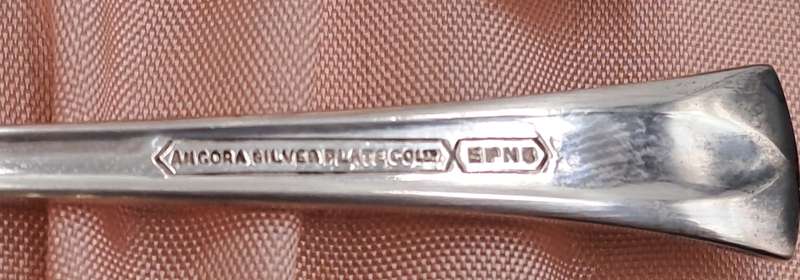 ANGORA SILVER PLATE CO LTD EPNS